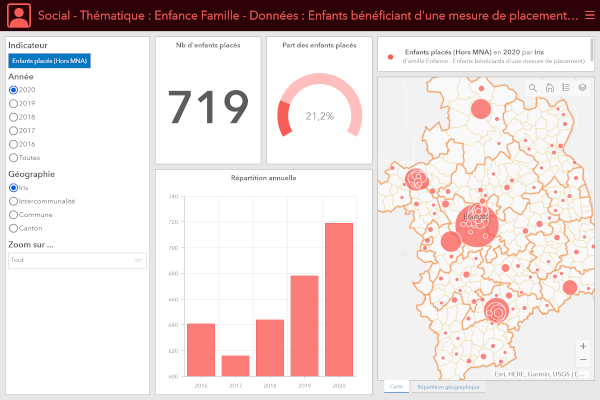 Social - Thématique : Enfance Famille - Données : Enfants bénéficiant d'une mesure de placement...
Indicateur
Enfants placés (Hors MNA)
Année
2020
2019
2018
2017
2016
Toutes
Géographie
Iris
Intercommunalité
Commune
Canton
Zoom sur ...
Tout
Nb d'enfants placés
719
Part des enfants placés
21,2%
Répartition annuelle
740
720
700
680
660
640
620
600
2016
2017
2018
2019
2020
Enfants placés (Hors MNA) en 2020 par Iris
(Famille Enfance - Enfants bénéficiants d'une mesure de placement)
Bourges
+
−
Esri, HERE, Garmin, USGS | E...
Carte
Répartition géographique